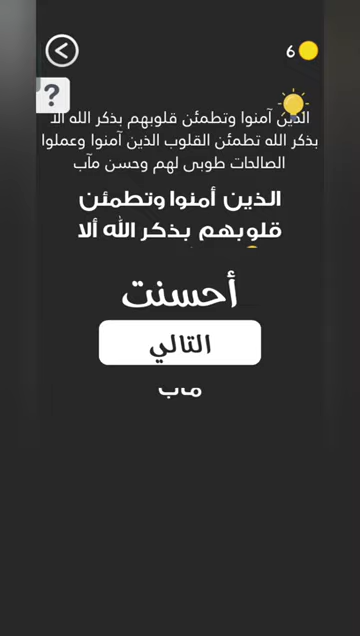 6
?
الذين آمنوا وتطمئن قلوبهم بذكر الله ألا
بذكر الله تطمئن القلوب الذين آمنوا وعملوا
الصالحات طوبى لهم وحسن مآب
الذين أمنوا وتطمئن
قلوبهم بذكر الله ألا
أحسنت
التالي
مآب